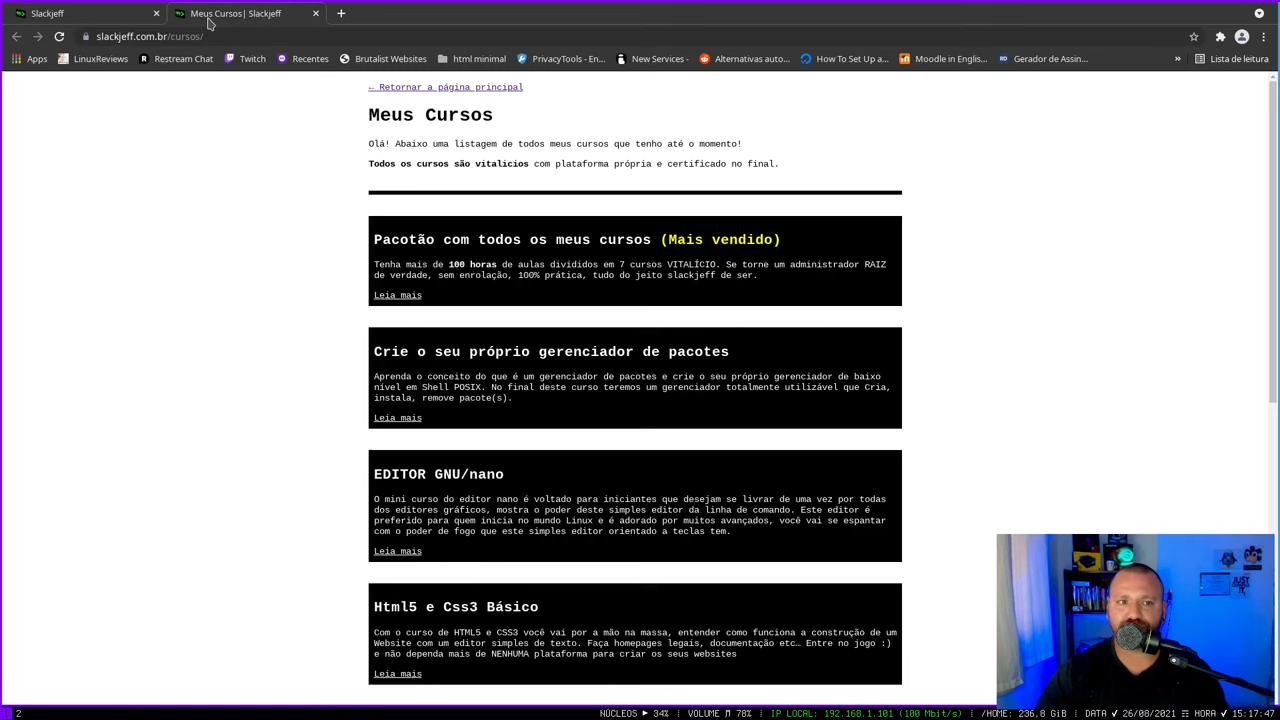 Slackjeff
Meus Cursos| Slackjeff
slackjeff.com.br/cursos/
Apps
LinuxReviews
Restream Chat
Twitch
Recentes
Brutalist Websites
html minimal
PrivacyTools - En...
New Services -
Alternativas auto...
How To Set Up a...
Moodle in Englis...
Gerador de Assin...
»
Lista de leitura
← Retornar a página principal
Meus Cursos
Olá! Abaixo uma listagem de todos meus cursos que tenho até o momento!
Todos os cursos são vitalícios com plataforma própria e certificado no final.
Pacotão com todos os meus cursos (Mais vendido)
Tenha mais de 100 horas de aulas divididos em 7 cursos VITALÍCIO. Se torne um administrador RAIZ
de verdade, sem enrolação, 100% prática, tudo do jeito slackjeff de ser.
Leia mais
Crie o seu próprio gerenciador de pacotes
Aprenda o conceito do que é um gerenciador de pacotes e crie o seu próprio gerenciador de baixo
nível em Shell POSIX. No final deste curso teremos um gerenciador totalmente utilizável que Cria,
instala, remove pacote(s).
Leia mais
EDITOR GNU/nano
O mini curso do editor nano é voltado para iniciantes que desejam se livrar de uma vez por todas
dos editores gráficos, mostra o poder deste simples editor da linha de comando. Este editor é
preferido para quem inicia no mundo Linux e é adorado por muitos avançados, você vai se espantar
com o poder de fogo que este simples editor orientado a teclas tem.
Leia mais
Html5 e Css3 Básico
Com o curso de HTML5 e CSS3 você vai por a mão na massa, entender como funciona a construção de um
Website com um editor simples de texto. Faça homepages legais, documentação etc… Entre no jogo :)
e não dependa mais de NENHUMA plataforma para criar os seus websites
Leia mais
2
NÚCLEOS ► 34% ⁞ VOLUME 78% ⁞ IP LOCAL: 192.168.1.101 (100 Mbit/s) ⁞ /HOME: 236,8 GiB ⁞ DATA ✓ 26/08/2021 HORA ✓ 19:17:47